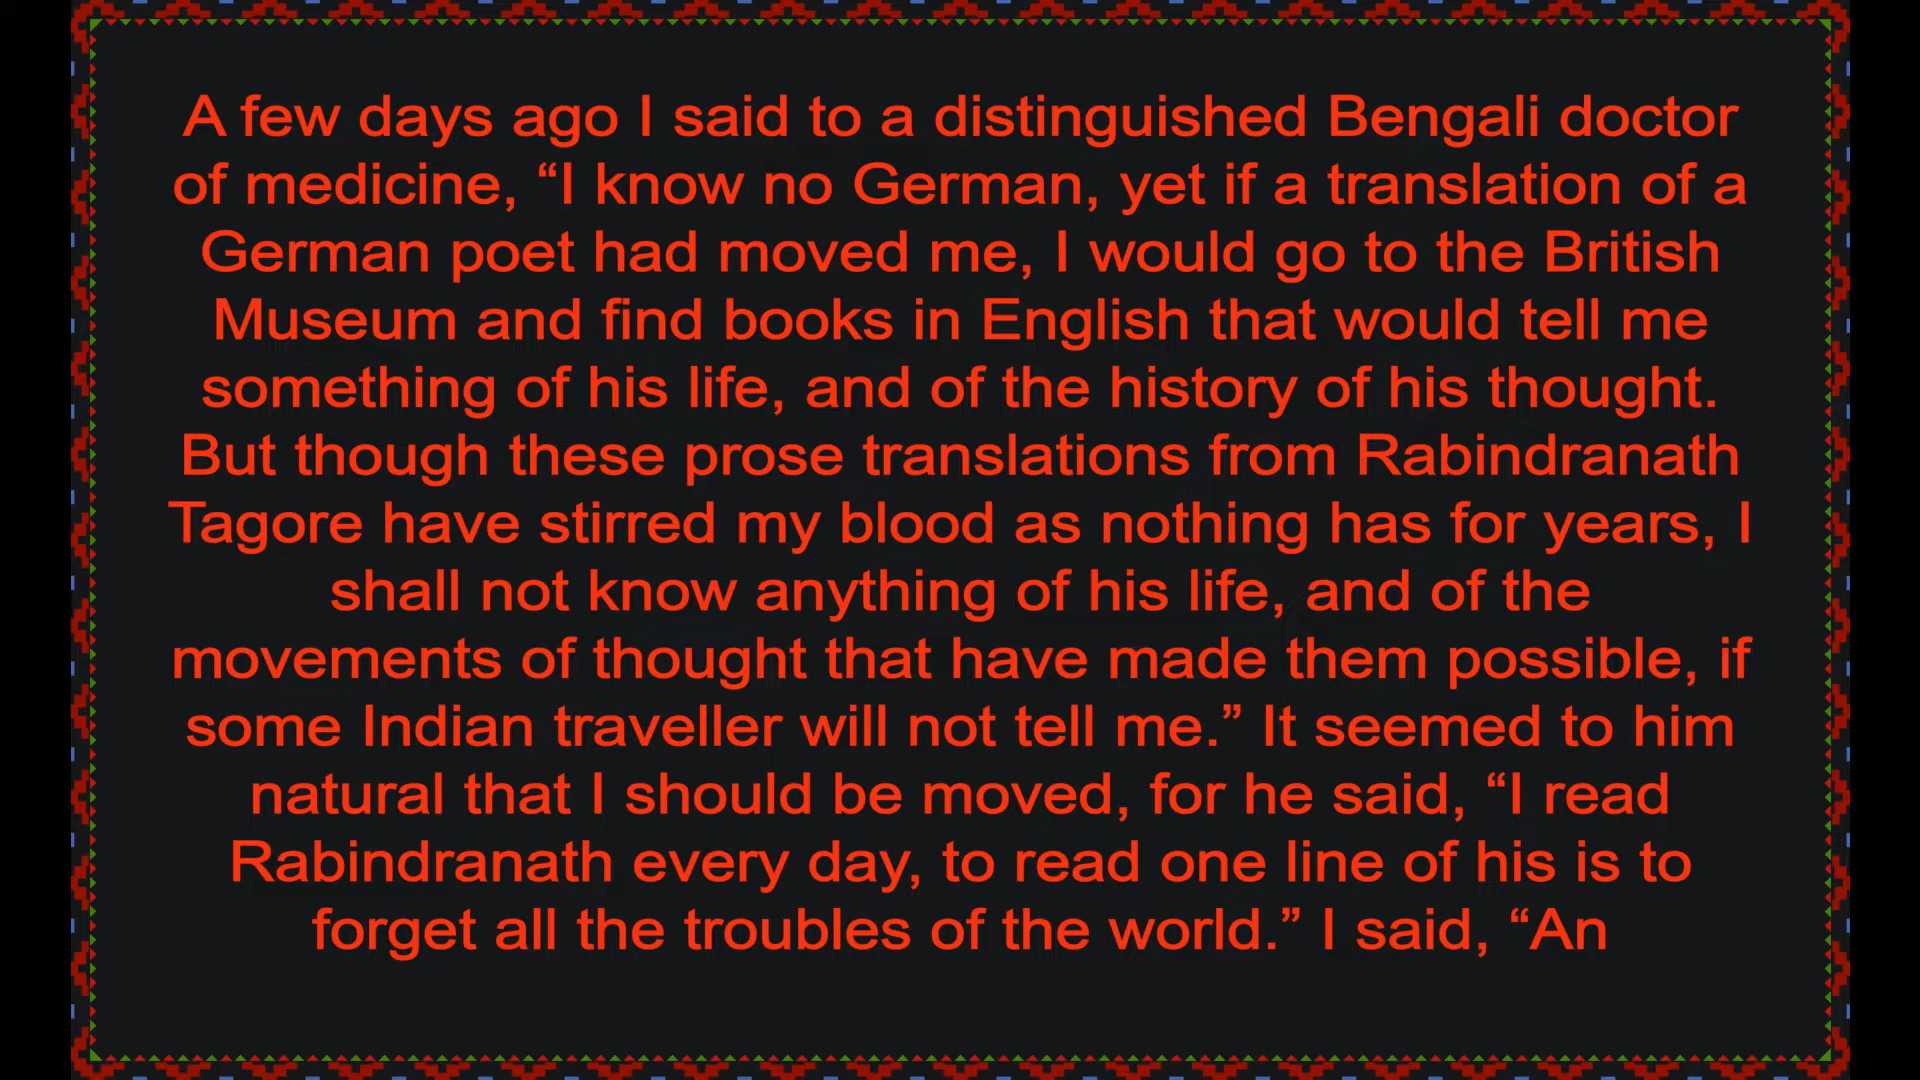 A few days ago I said to a distinguished Bengali doctor
of medicine, “I know no German, yet if a translation of a
German poet had moved me, I would go to the British
Museum and find books in English that would tell me
something of his life, and of the history of his thought.
But though these prose translations from Rabindranath
Tagore have stirred my blood as nothing has for years, I
shall not know anything of his life, and of the
movements of thought that have made them possible, if
some Indian traveller will not tell me.” It seemed to him
natural that I should be moved, for he said, “I read
Rabindranath every day, to read one line of his is to
forget all the troubles of the world.” I said, “An